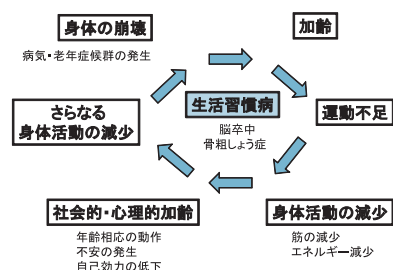 身体の崩壊
病気・老年症候群の発生
加齢
生活習慣病
脳卒中
骨粗しょう症
さらなる
身体活動の減少
運動不足
社会的・心理的加齢
年齢相応の動作
不安の発生
自己効力の低下
身体活動の減少
筋の減少
エネルギー減少